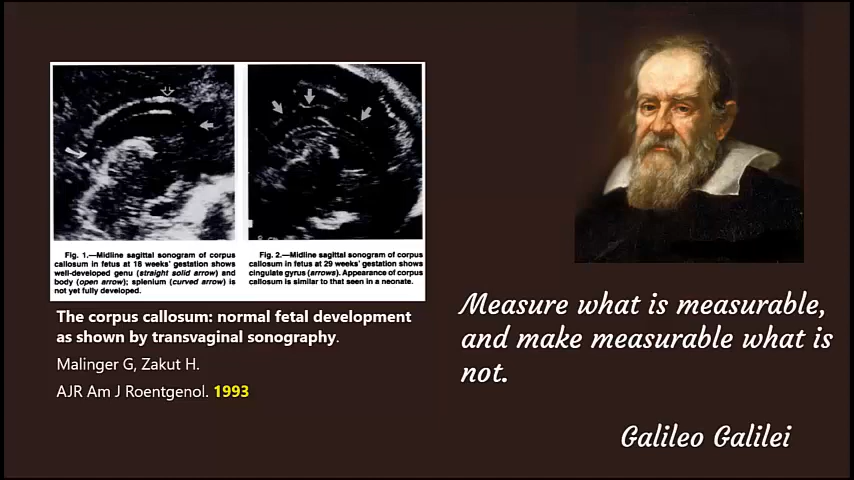 Fig. 1.—Midline sagittal sonogram of corpus
callosum in fetus at 18 weeks' gestation shows
well-developed genu (straight solid arrow) and
body (open arrow); splenium (curved arrow) is
not yet fully developed.
Fig. 2.—Midline sagittal sonogram of corpus
callosum in fetus at 29 weeks' gestation shows
cingulate gyrus (arrows). Appearance of corpus
callosum is similar to that seen in a neonate.
The corpus callosum: normal fetal development
as shown by transvaginal sonography.
Malinger G, Zakut H.
AJR Am J Roentgenol. 1993
Measure what is measurable,
and make measurable what is
not.
Galileo Galilei